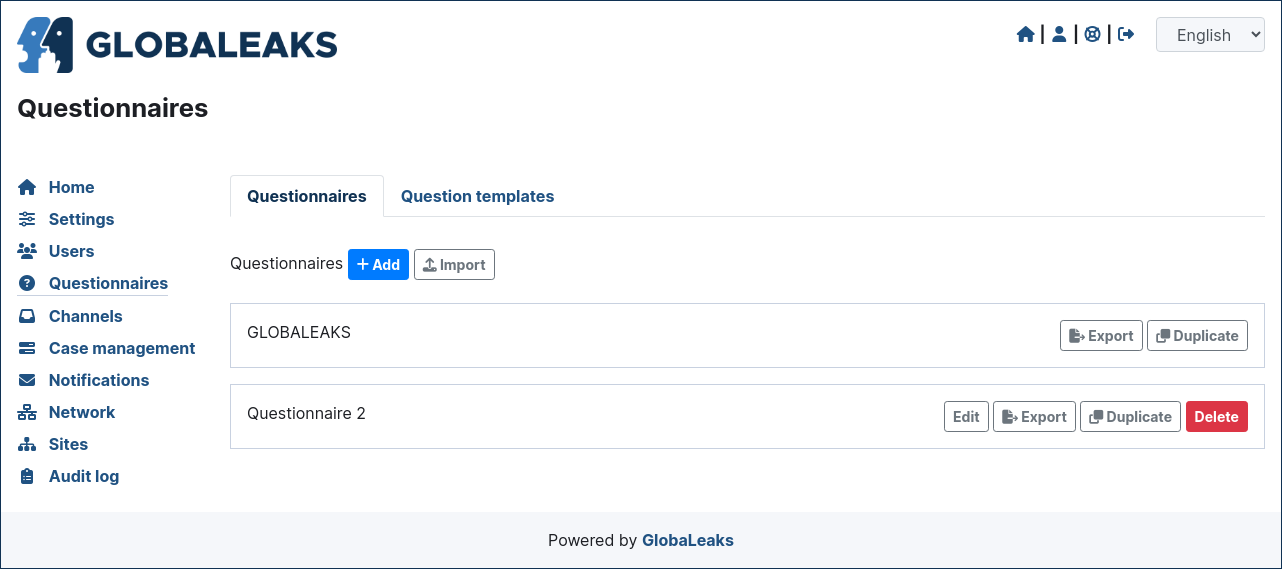 GLOBALEAKS
| | |
English
Questionnaires
Home
Settings
Users
Questionnaires
Channels
Case management
Notifications
Network
Sites
Audit log
Questionnaires Question templates
Questionnaires + Add Import
GLOBALEAKS Export Duplicate
Questionnaire 2 Edit Export Duplicate Delete
Powered by GlobaLeaks